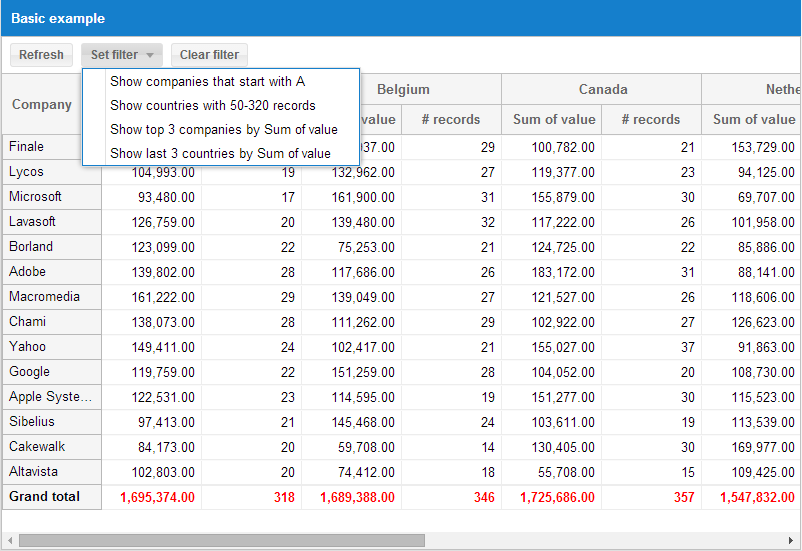 Basic example
Refresh Set filter Clear filter
Show companies that start with A
Show countries with 50-320 records
Show top 3 companies by Sum of value
Show last 3 countries by Sum of value
Company Belgium Canada Nethe
value # records Sum of value # records Sum of value
Finale 937.00 29 100,782.00 21 153,729.00
Lycos 104,993.00 19 132,962.00 27 119,377.00 23 94,125.00
Microsoft 93,480.00 17 161,900.00 31 155,879.00 30 69,707.00
Lavasoft 126,759.00 20 139,480.00 32 117,222.00 26 101,958.00
Borland 123,099.00 22 75,253.00 21 124,725.00 22 85,886.00
Adobe 139,802.00 28 117,686.00 26 183,172.00 31 88,141.00
Macromedia 161,222.00 29 139,049.00 27 121,527.00 26 118,606.00
Chami 138,073.00 28 111,262.00 29 102,922.00 27 126,623.00
Yahoo 149,411.00 24 102,417.00 21 155,027.00 37 91,863.00
Google 119,759.00 22 151,259.00 28 104,052.00 20 108,730.00
Apple Syste... 122,531.00 23 114,595.00 19 151,277.00 30 115,523.00
Sibelius 97,413.00 21 145,468.00 24 103,611.00 19 113,539.00
Cakewalk 84,173.00 20 59,708.00 14 130,405.00 30 169,977.00
Altavista 102,803.00 20 74,412.00 18 55,708.00 15 109,425.00
Grand total 1,695,374.00 318 1,689,388.00 346 1,725,686.00 357 1,547,832.00